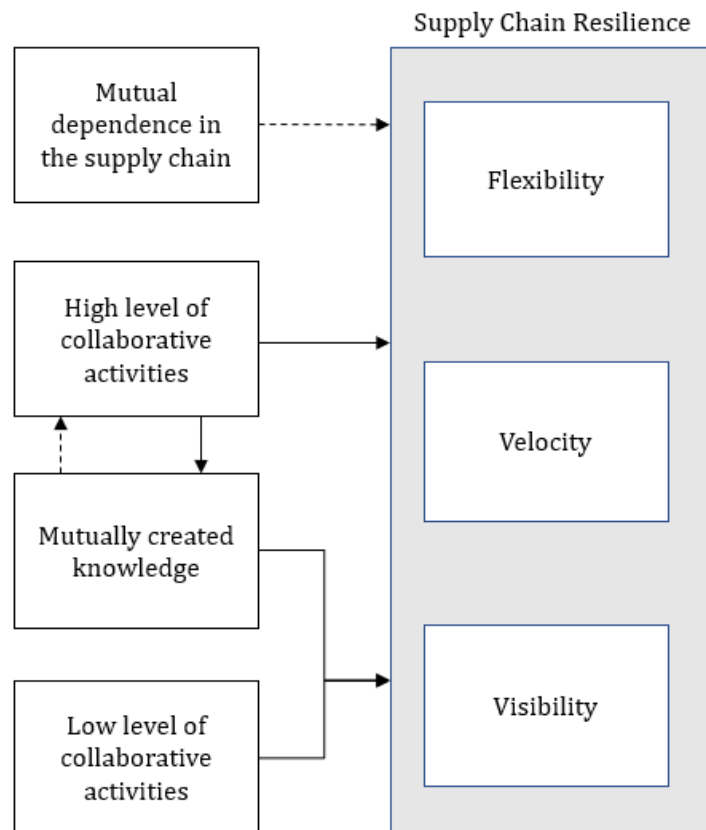 Supply Chain Resilience
Mutual
dependence in
the supply chain
Flexibility
High level of
collaborative
activities
Velocity
Mutually created
knowledge
Visibility
Low level of
collaborative
activities